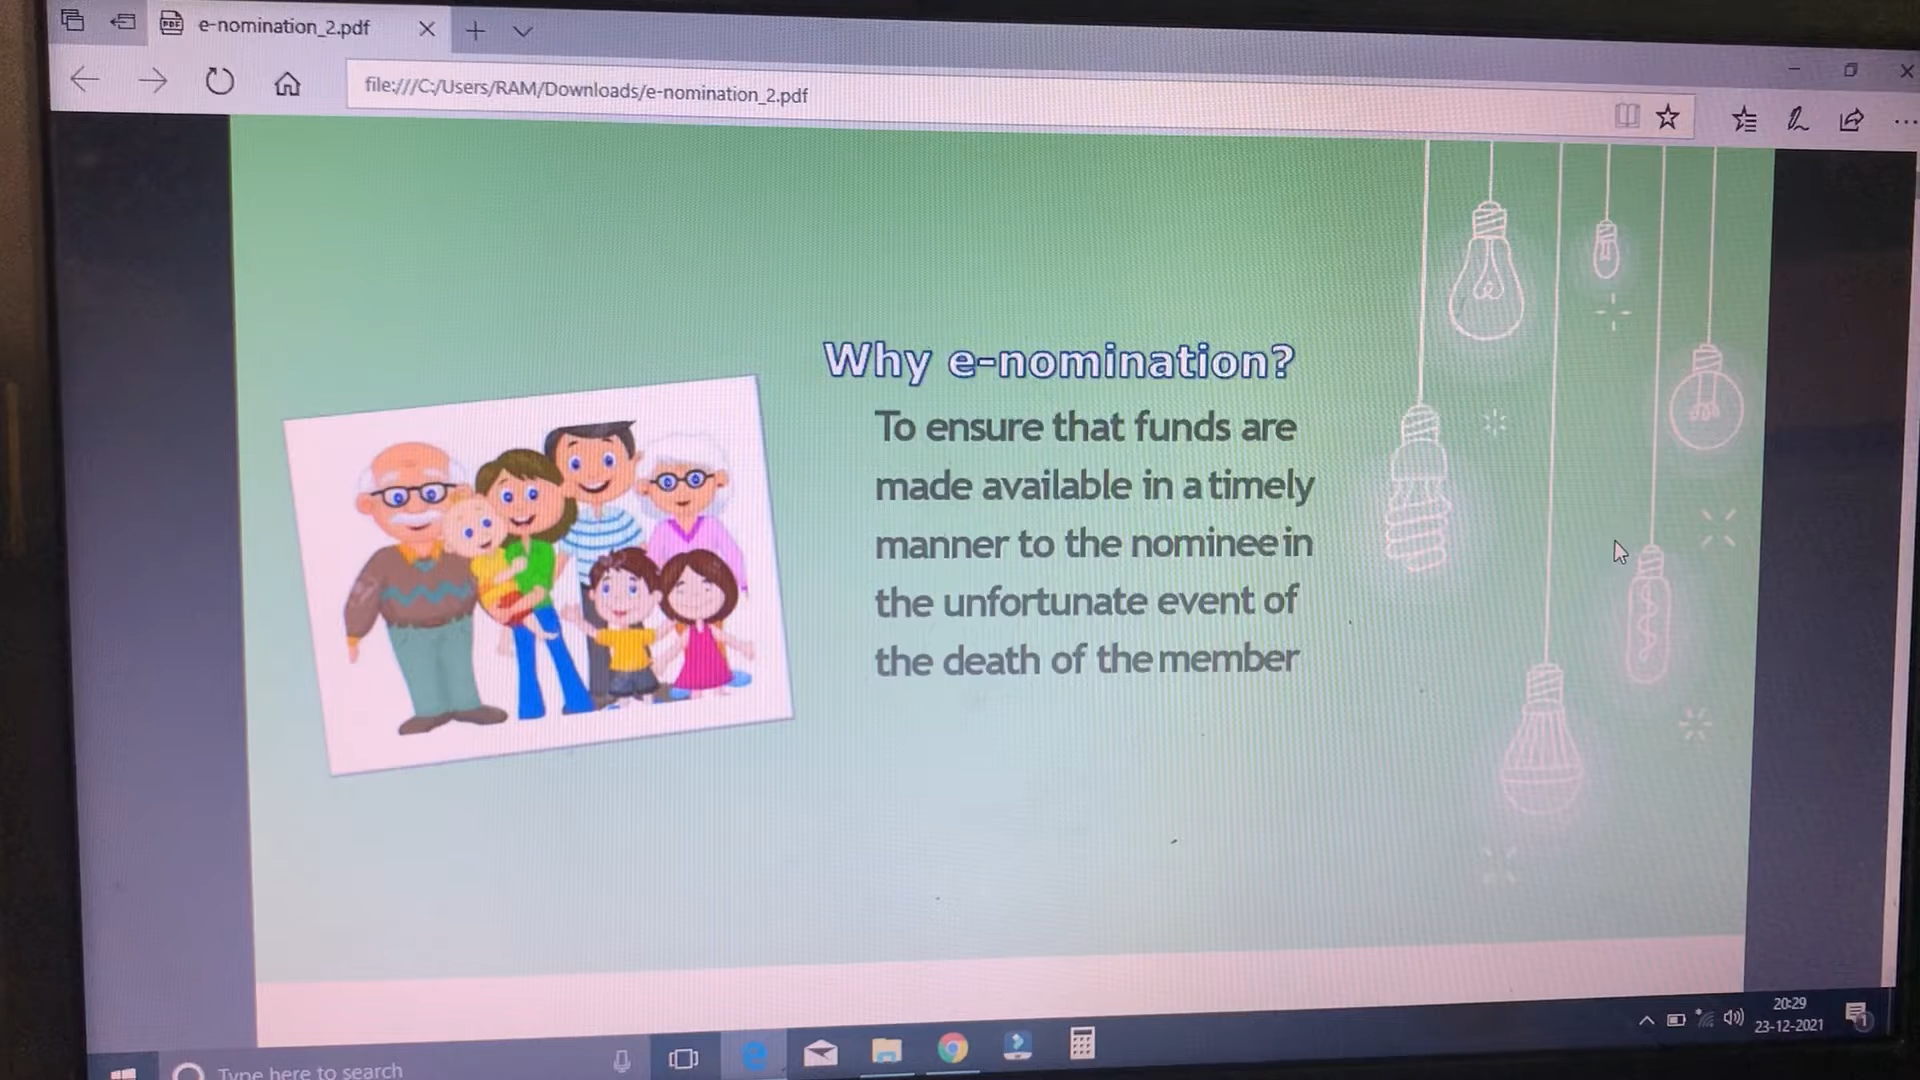 e-nomination_2.pdf
file:///C:/Users/RAM/Downloads/e-nomination_2.pdf
Why e-nomination?
To ensure that funds are
made available in a timely
manner to the nominee in
the unfortunate event of
the death of the member
20:29
23-12-2021
1
Type here to search